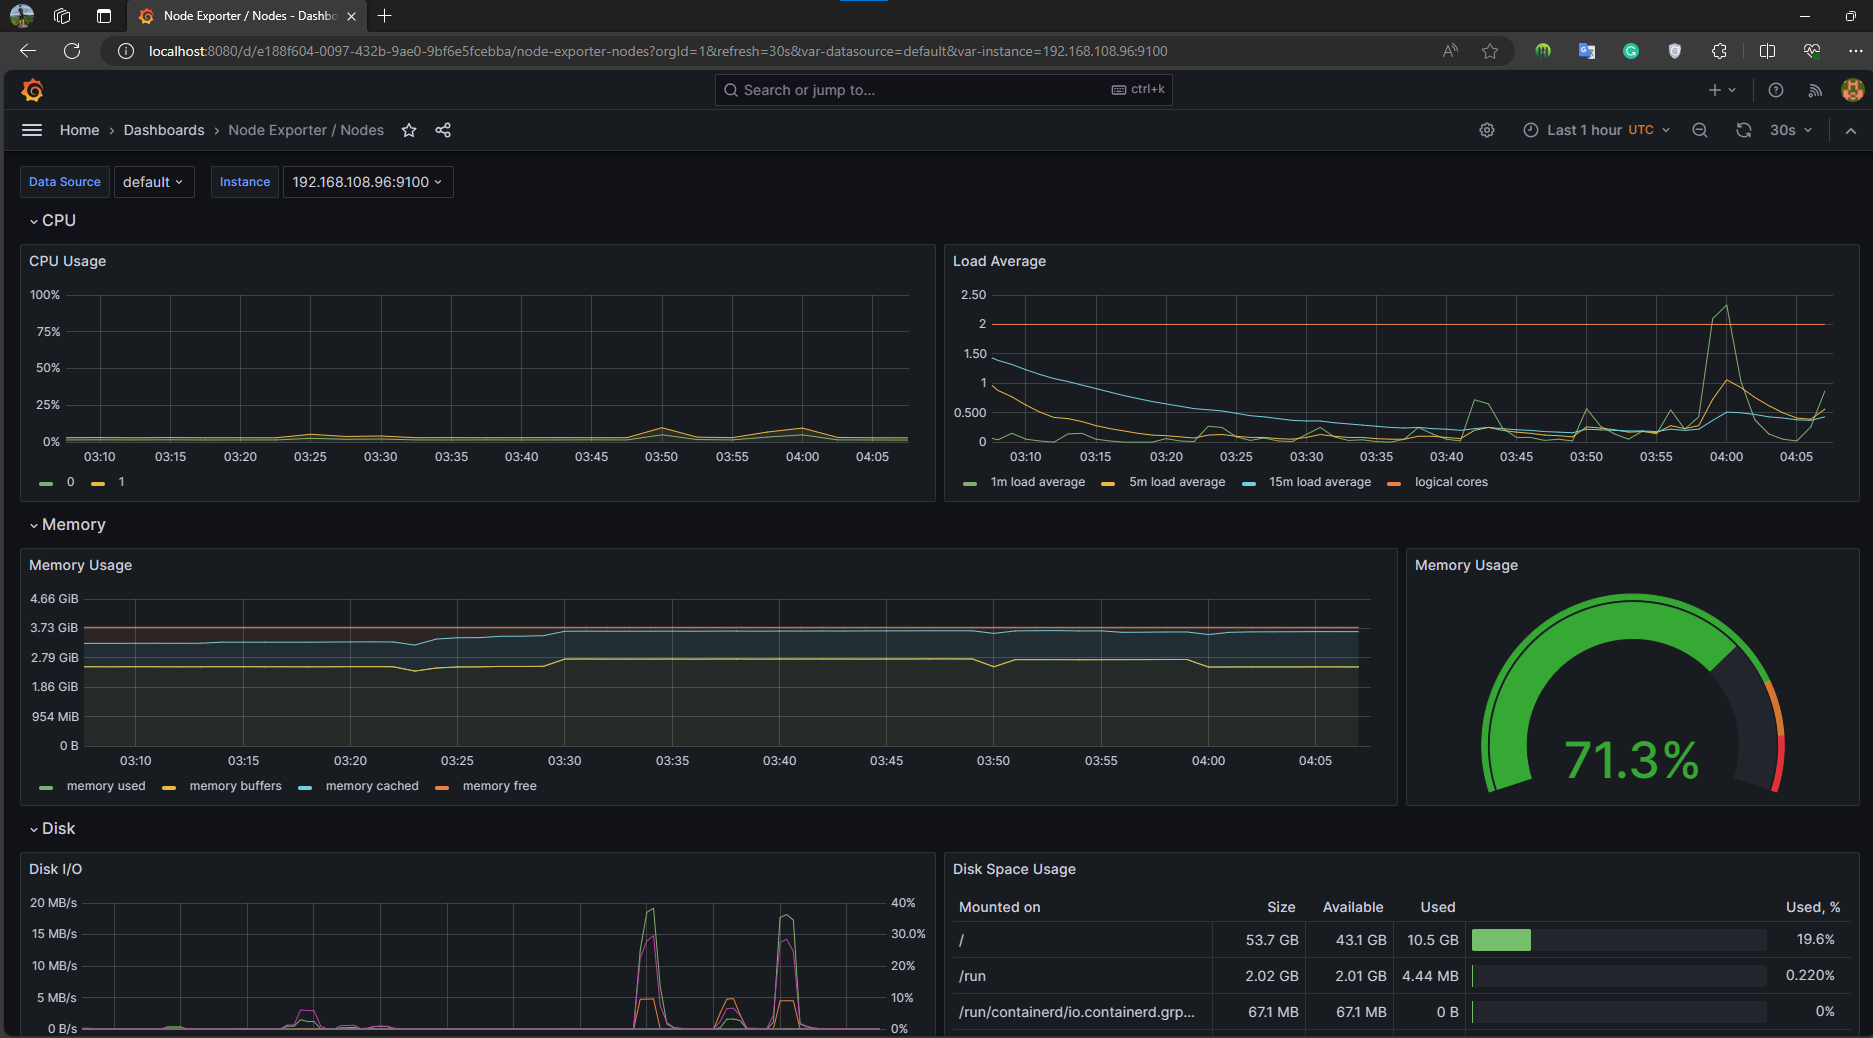 Node Exporter / Nodes - Dashbo
localhost:8080/d/e188f604-0097-432b-9ae0-9bf6e5fcebba/node-exporter-nodes?orgId=1&refresh=30s&var-datasource=default&var-instance=192.168.108.96:9100
Search or jump to... ctrl+k
Home › Dashboards › Node Exporter / Nodes
Last 1 hour UTC
30s
Data Source default
Instance 192.168.108.96:9100
CPU
CPU Usage
100%
75%
50%
25%
0%
03:10 03:15 03:20 03:25 03:30 03:35 03:40 03:45 03:50 03:55 04:00 04:05
0 1
Load Average
2.50
2
1.50
1
0.500
0
03:10 03:15 03:20 03:25 03:30 03:35 03:40 03:45 03:50 03:55 04:00 04:05
1m load average 5m load average 15m load average logical cores
Memory
Memory Usage
4.66 GiB
3.73 GiB
2.79 GiB
1.86 GiB
954 MiB
0 B
03:10 03:15 03:20 03:25 03:30 03:35 03:40 03:45 03:50 03:55 04:00 04:05
memory used memory buffers memory cached memory free
Memory Usage
71.3%
Disk
Disk I/O
20 MB/s
15 MB/s
10 MB/s
5 MB/s
0 B/s
40%
30.0%
20%
10%
0%
Disk Space Usage
Mounted on Size Available Used Used, %
/ 53.7 GB 43.1 GB 10.5 GB 19.6%
/run 2.02 GB 2.01 GB 4.44 MB 0.220%
/run/containerd/io.containerd.grp... 67.1 MB 67.1 MB 0 B 0%